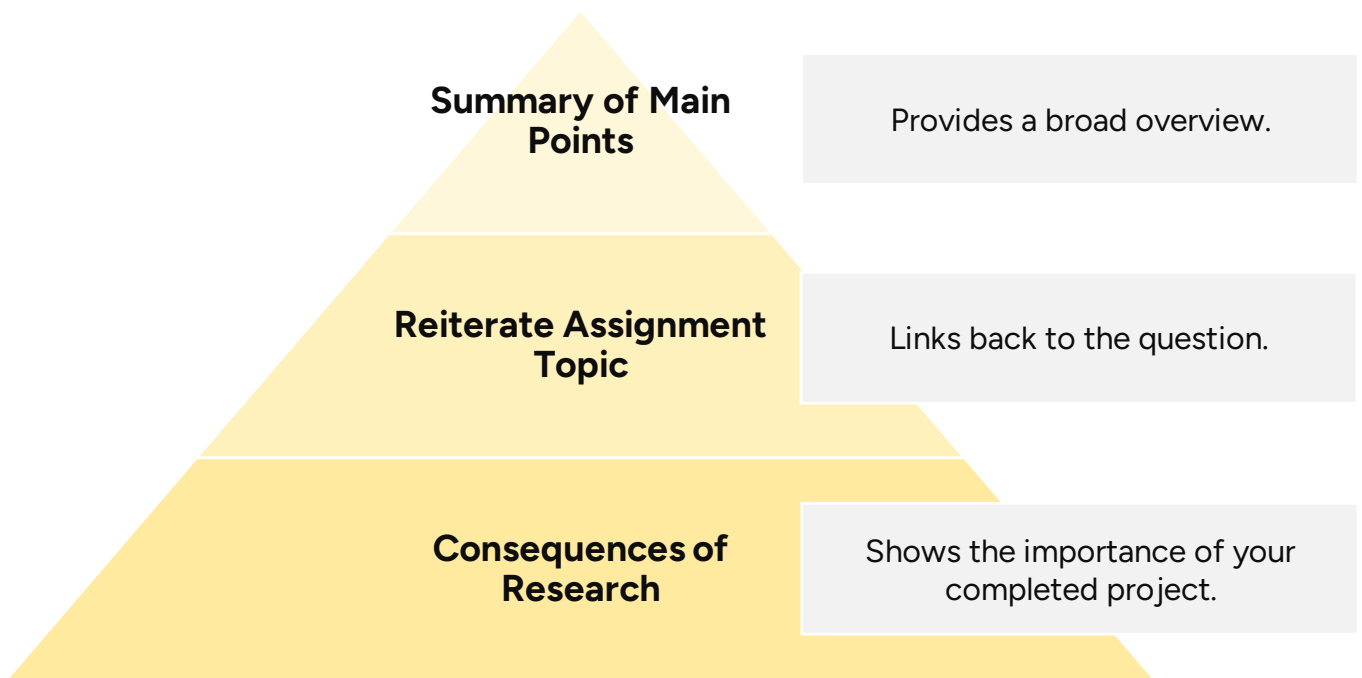 Summary of Main
Points
Provides a broad overview.
Reiterate Assignment
Topic
Links back to the question.
Consequences of
Research
Shows the importance of your
completed project.